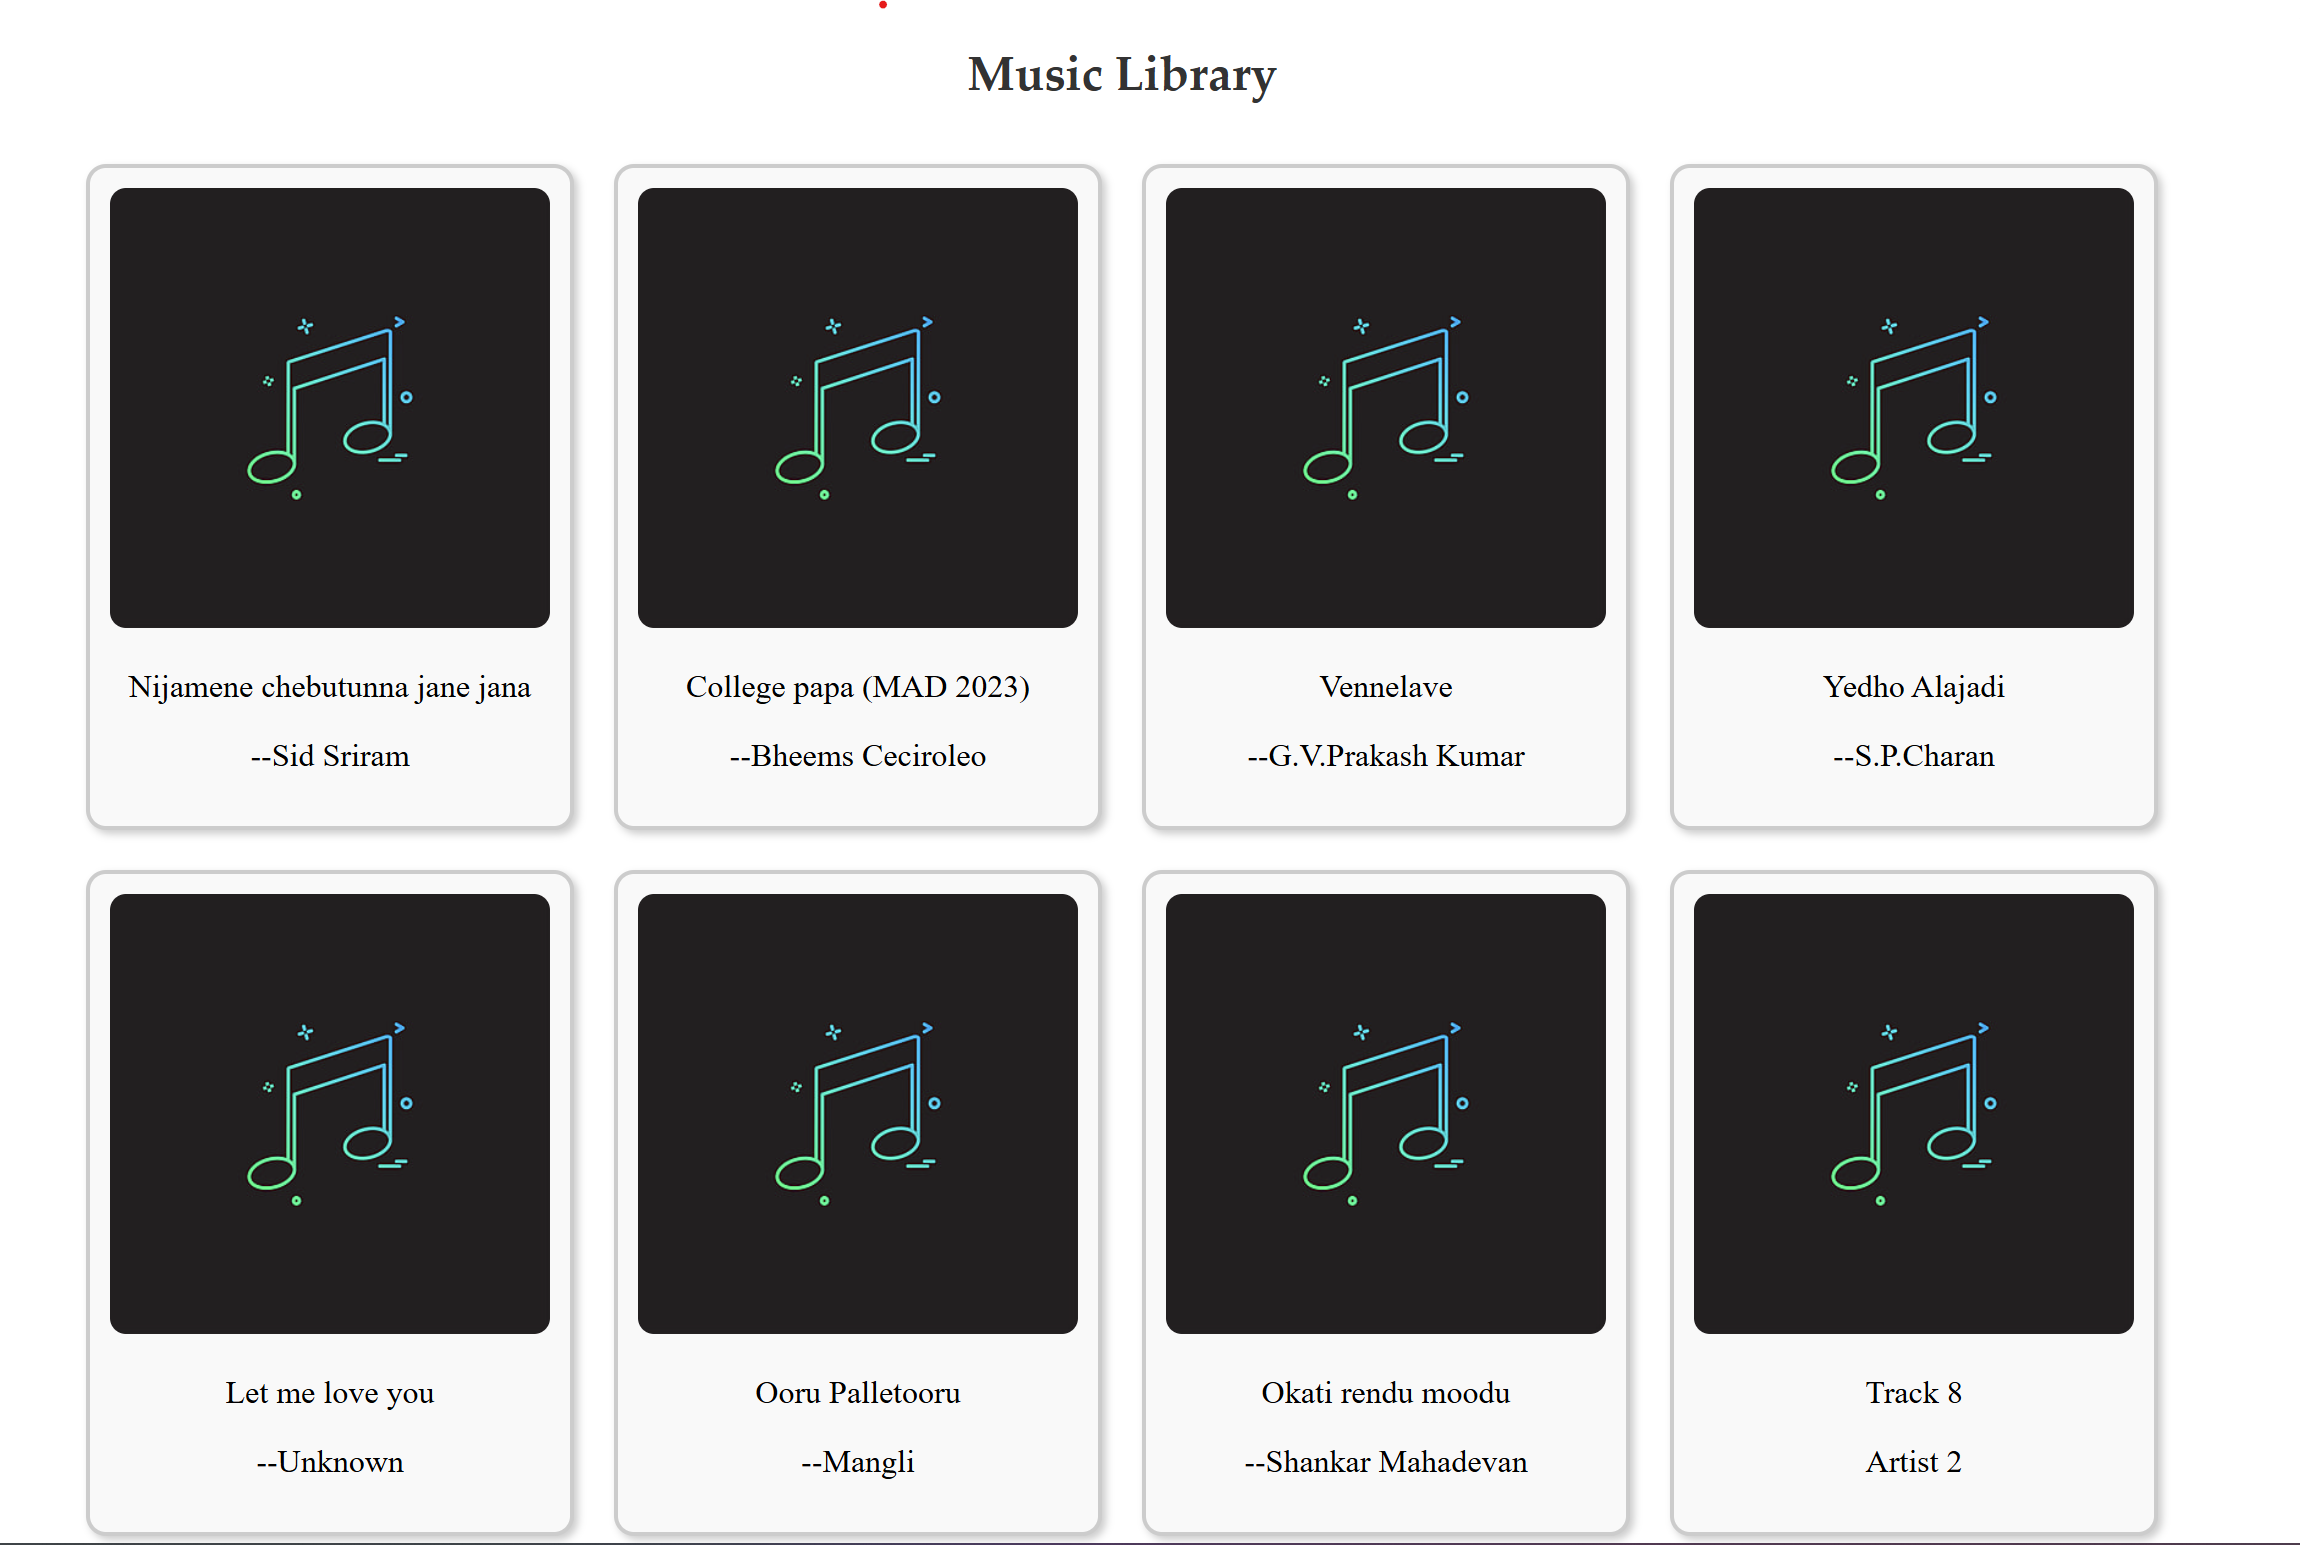 Music Library
Nijamene chebutunna jane jana
--Sid Sriram
College papa (MAD 2023)
--Bheems Ceciroleo
Vennelave
--G.V.Prakash Kumar
Yedho Alajadi
--S.P.Charan
Let me love you
--Unknown
Ooru Palletooru
--Mangli
Okati rendu moodu
--Shankar Mahadevan
Track 8
Artist 2